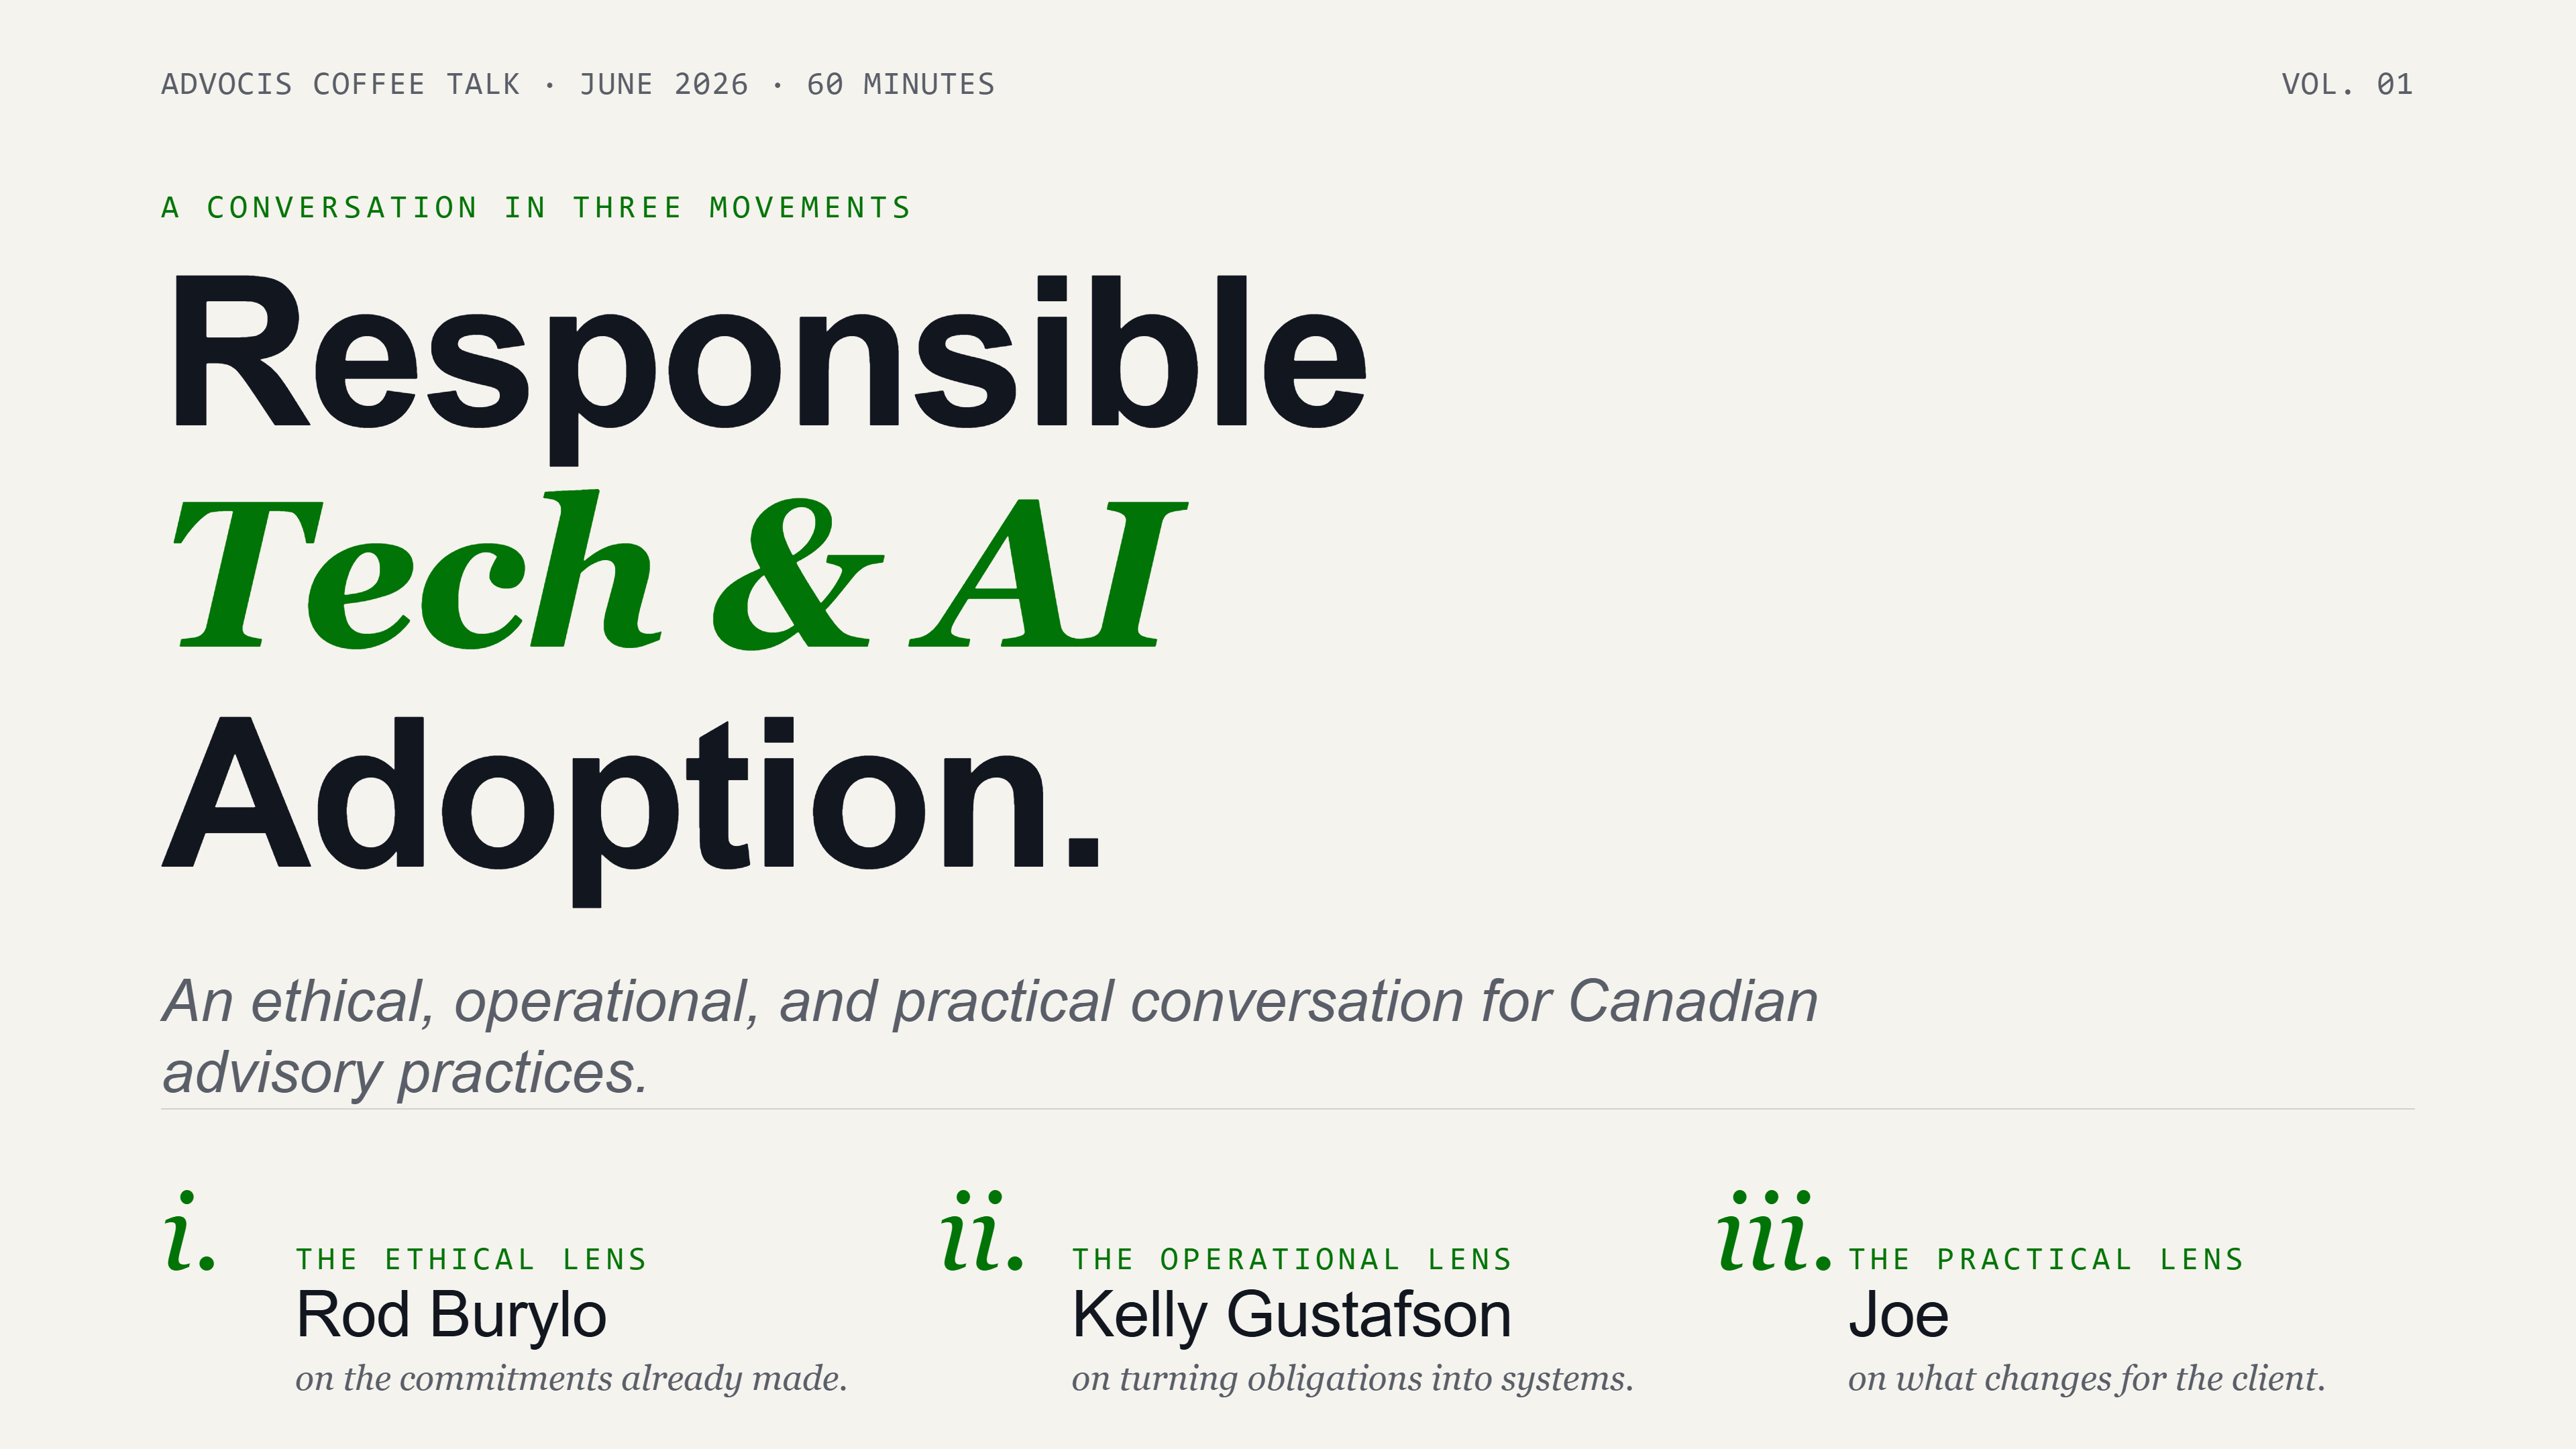 ADVOCIS COFFEE TALK · JUNE 2026 · 60 MINUTES
VOL. 01
A CONVERSATION IN THREE MOVEMENTS
Responsible
Tech & AI
Adoption.
An ethical, operational, and practical conversation for Canadian
advisory practices.
i.
THE ETHICAL LENS
Rod Burylo
on the commitments already made.
ii.
THE OPERATIONAL LENS
Kelly Gustafson
on turning obligations into systems.
iii.
THE PRACTICAL LENS
Joe
on what changes for the client.